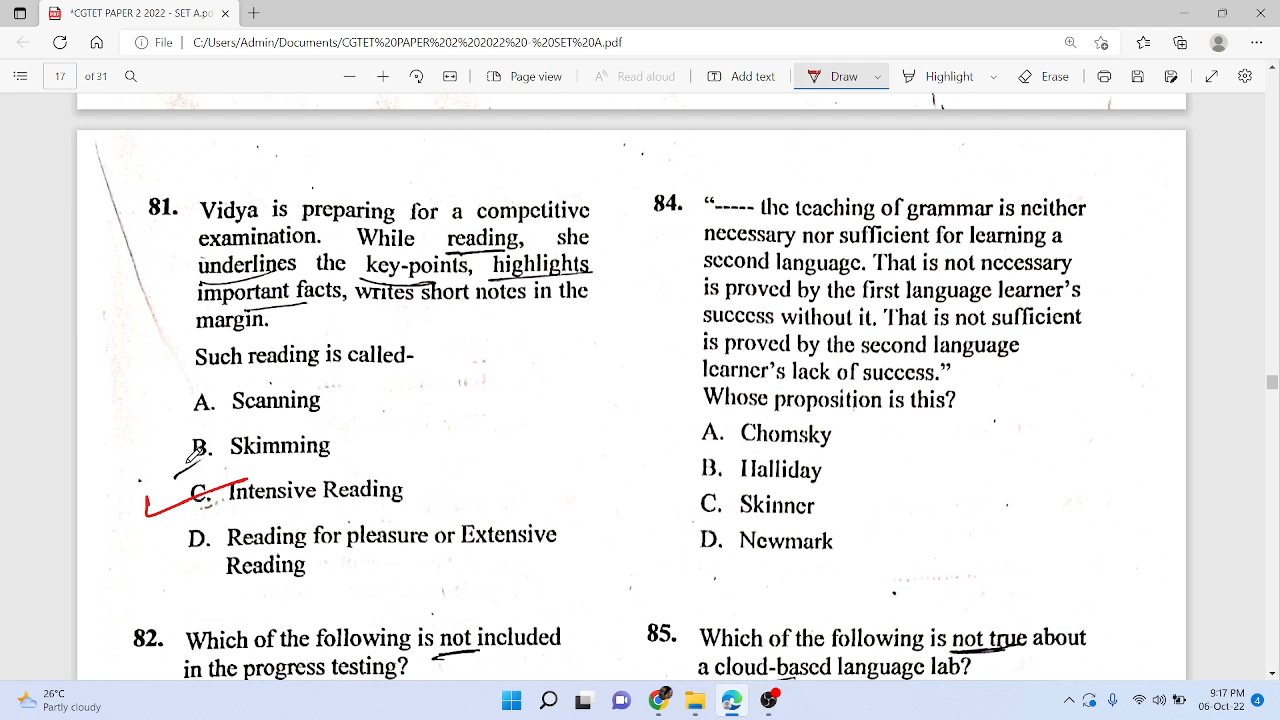 *CGTET PAPER 2 2022 - SET A.pdf
File
C:/Users/Admin/Documents/CGTET%20PAPER%202%202022%20-%20SET%20A.pdf
17 of 31
Page view
Read aloud
Add text
Draw
Highlight
Erase
81. Vidya is preparing for a competitive
examination. While reading, she
underlines the key-points, highlights
important facts, writes short notes in the
margin.
Such reading is called-
A. Scanning
B. Skimming
C. Intensive Reading
D. Reading for pleasure or Extensive
Reading
82. Which of the following is not included
in the progress testing?
84. “----- the teaching of grammar is neither
necessary nor sufficient for learning a
second language. That is not necessary
is proved by the first language learner’s
success without it. That is not sufficient
is proved by the second language
learner’s lack of success.”
Whose proposition is this?
A. Chomsky
B. Halliday
C. Skinner
D. Newmark
85. Which of the following is not true about
a cloud-based language lab?
26°C
Partly cloudy
9:17 PM
06-Oct-22
4